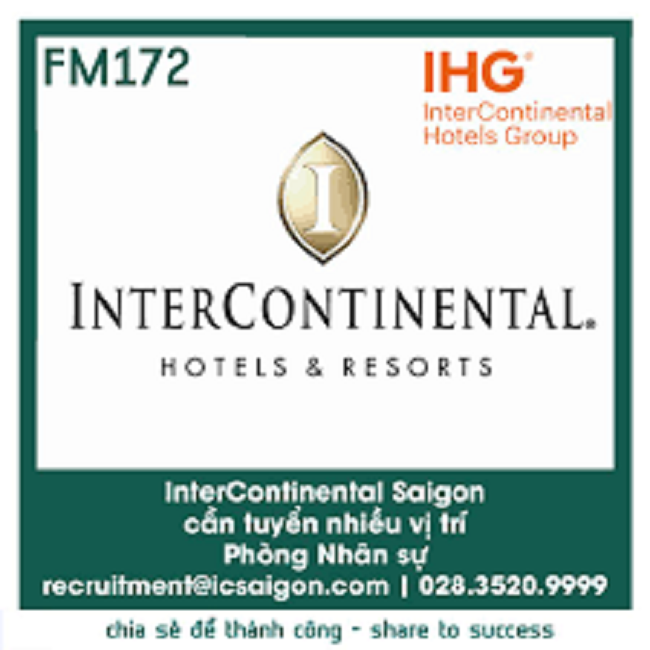 FM172
IHG®
InterContinental
Hotels Group
I
INTERCONTINENTAL®
HOTELS & RESORTS
InterContinental Saigon
cần tuyển nhiều vị trí
Phòng Nhân sự
recruitment@icsaigon.com | 028.3520.9999
chia sẻ để thành công - share to success